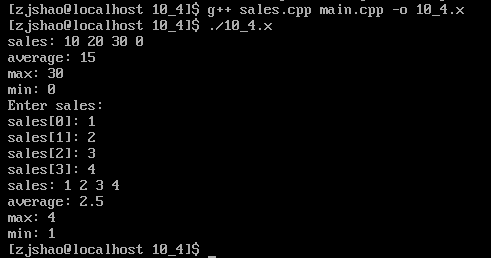 [zjshao@localhost 10_4]$ g++ sales.cpp main.cpp -o 10_4.x
[zjshao@localhost 10_4]$ ./10_4.x
sales: 10 20 30 0
average: 15
max: 30
min: 0
Enter sales:
sales[0]: 1
sales[1]: 2
sales[2]: 3
sales[3]: 4
sales: 1 2 3 4
average: 2.5
max: 4
min: 1
[zjshao@localhost 10_4]$ _